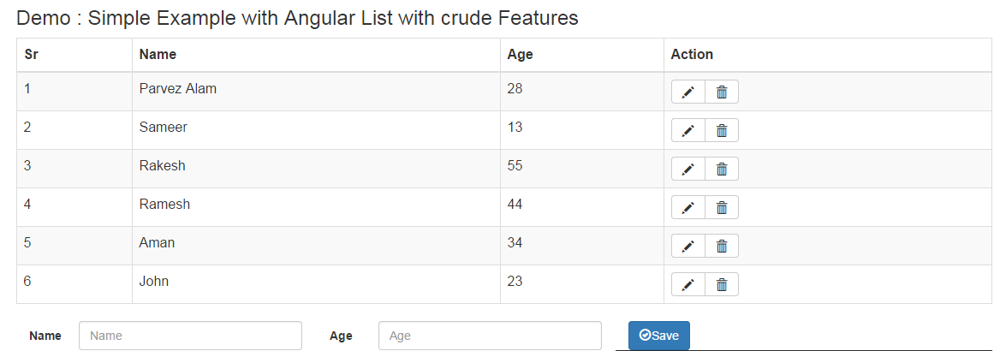 Demo : Simple Example with Angular List with crude Features
Sr Name Age Action
1 Parvez Alam 28
2 Sameer 13
3 Rakesh 55
4 Ramesh 44
5 Aman 34
6 John 23
Name Name Age Age Save